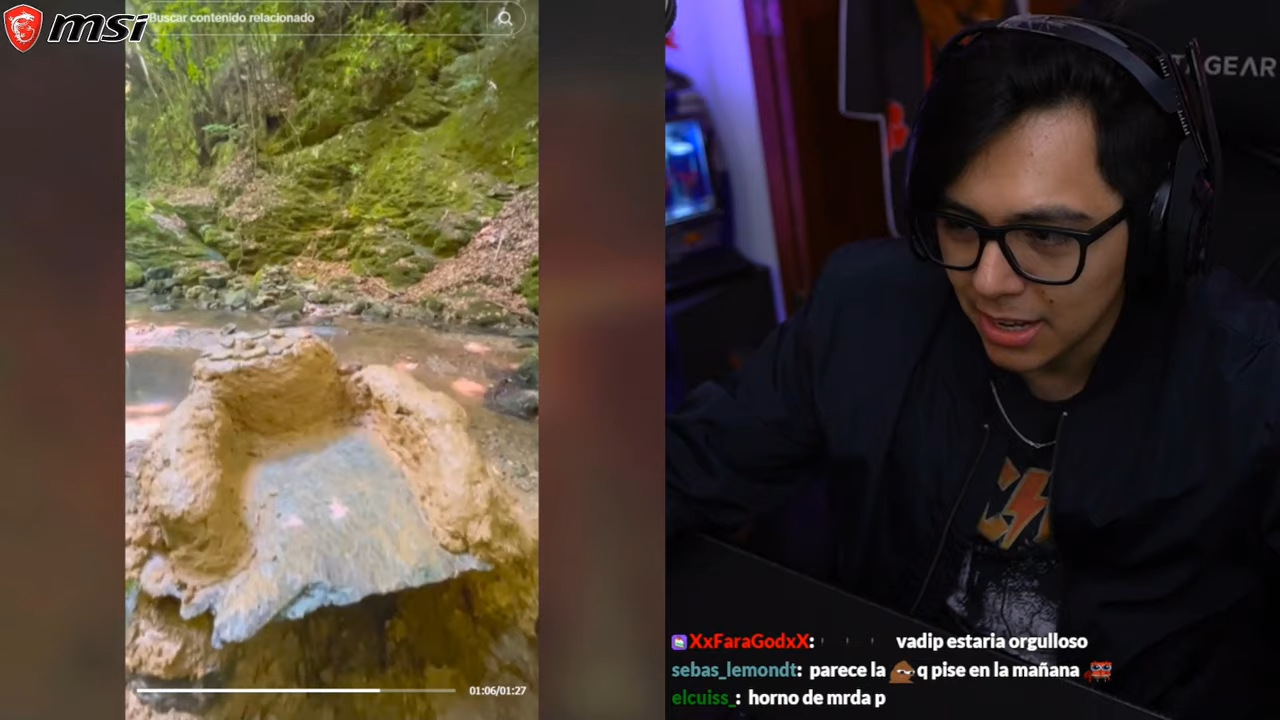 msi
Buscar contenido relacionado
GEAR
01:06/01:27
XxFaraGodxX: vadip estaria orgulloso
sebas_lemondt: parece la q pise en la mañana
elcuiss_: horno de mrda p